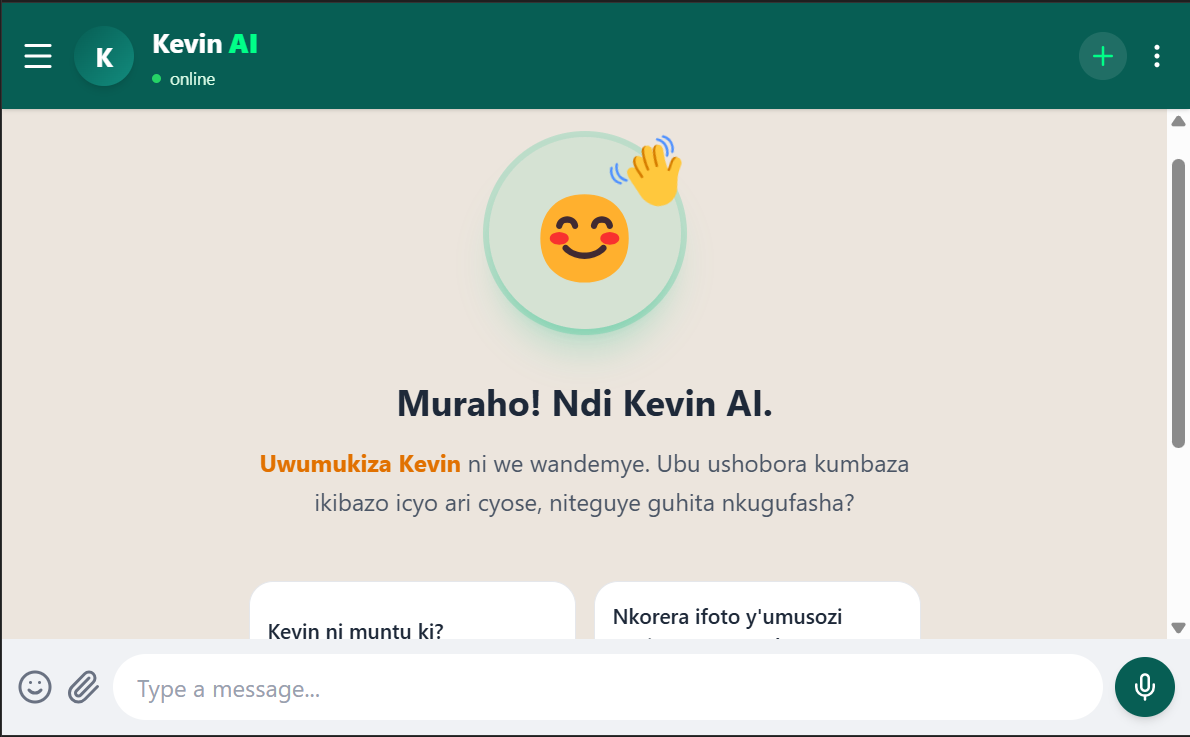 K
Kevin AI
online
Muraho! Ndi Kevin AI.
Uwumukiza Kevin ni we wandemye. Ubu ushobora kumbaza
ikibazo icyo ari cyose, niteguye guhita nkugufasha?
Kevin ni muntu ki?
Nkorera ifoto y'umusozi
Type a message...